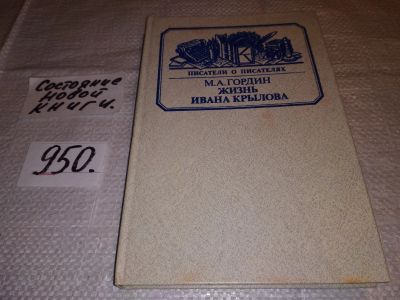 Состояние
новой
книги.
950.
ПИСАТЕЛИ О ПИСАТЕЛЯХ
М.А.ГОРДИН
ЖИЗНЬ
ИВАНА КРЫЛОВА